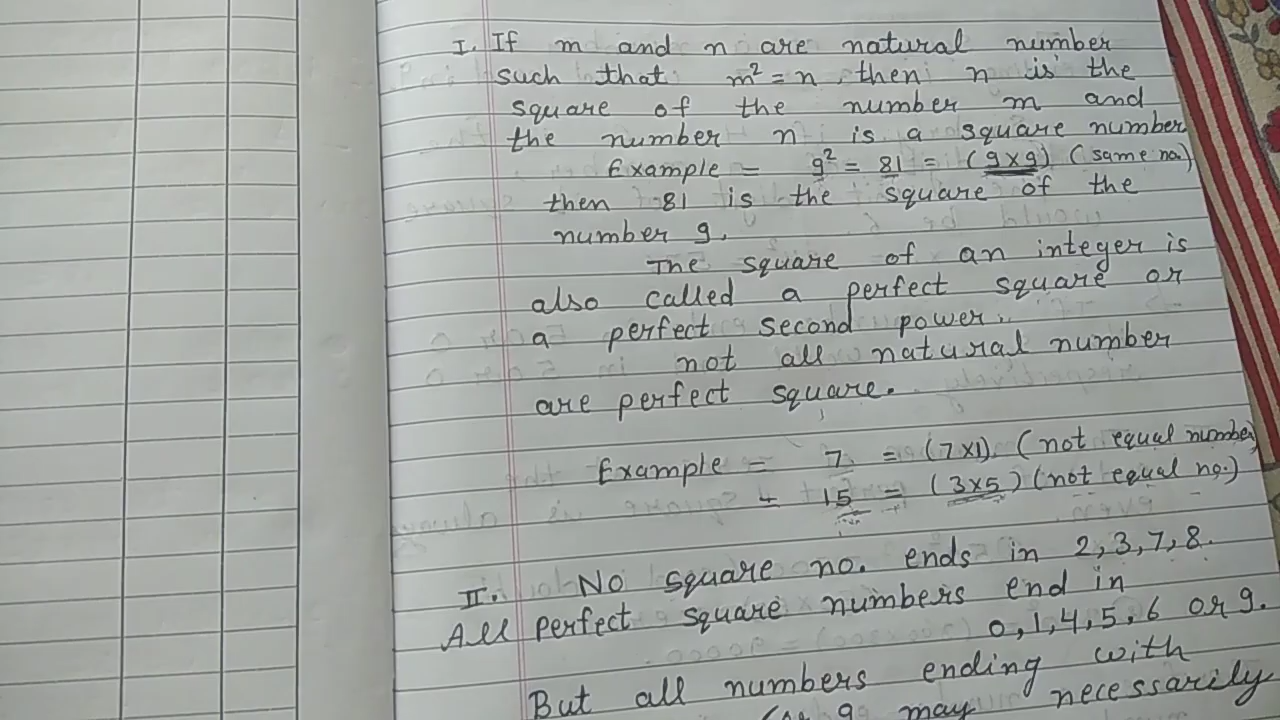 I. If m and n are natural number
such that m² = n then n is the
square of the number m and
the number n is a square number
Example = 9² = 81 = (9×9) (same no.)
then 81 is the square of the
number 9.
The square of an integer is
also called a perfect square or
a perfect second power.
not all natural number
are perfect square.
Example = 7 = (7×1). (not equal number)
15 = (3×5) (not equal no.)
II. No square no. ends in 2,3,7,8.
All perfect square numbers end in
0,1,4,5,6 or 9.
But all numbers ending with
9 may necessarily